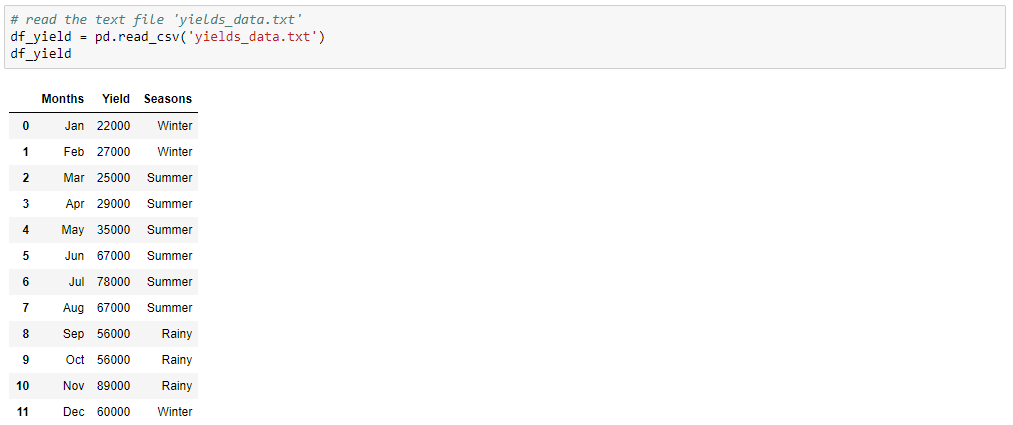 # read the text file 'yields_data.txt'
df_yield = pd.read_csv('yields_data.txt')
df_yield
Months Yield Seasons
0 Jan 22000 Winter
1 Feb 27000 Winter
2 Mar 25000 Summer
3 Apr 29000 Summer
4 May 35000 Summer
5 Jun 67000 Summer
6 Jul 78000 Summer
7 Aug 67000 Summer
8 Sep 56000 Rainy
9 Oct 56000 Rainy
10 Nov 89000 Rainy
11 Dec 60000 Winter